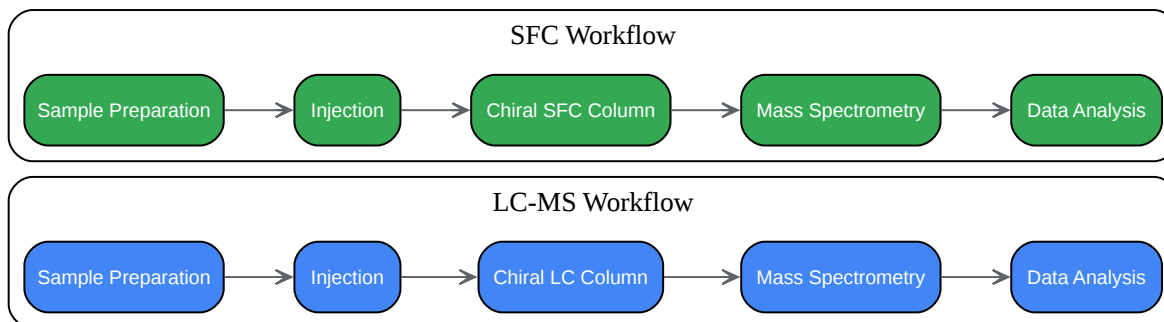 SFC Workflow
Sample Preparation
Injection
Chiral SFC Column
Mass Spectrometry
Data Analysis
LC-MS Workflow
Sample Preparation
Injection
Chiral LC Column
Mass Spectrometry
Data Analysis